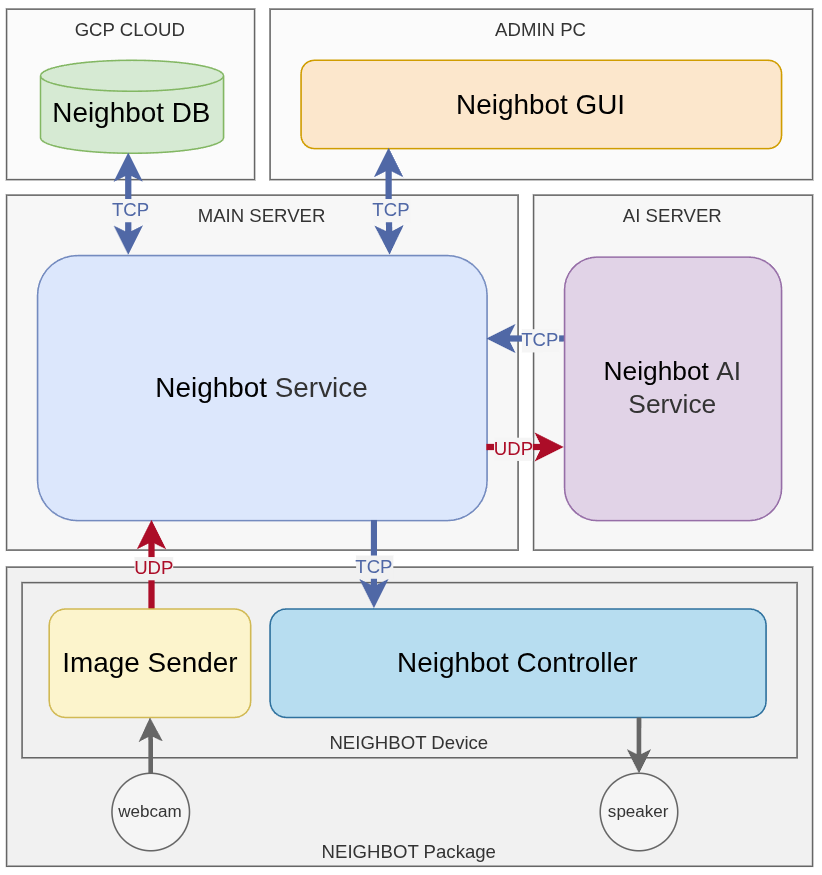 GCP CLOUD
ADMIN PC
Neighbot DB
Neighbot GUI
TCP
TCP
MAIN SERVER
AI SERVER
Neighbot Service
TCP
Neighbot AI
Service
UDP
UDP
TCP
Image Sender
Neighbot Controller
NEIGHBOT Device
webcam
speaker
NEIGHBOT Package